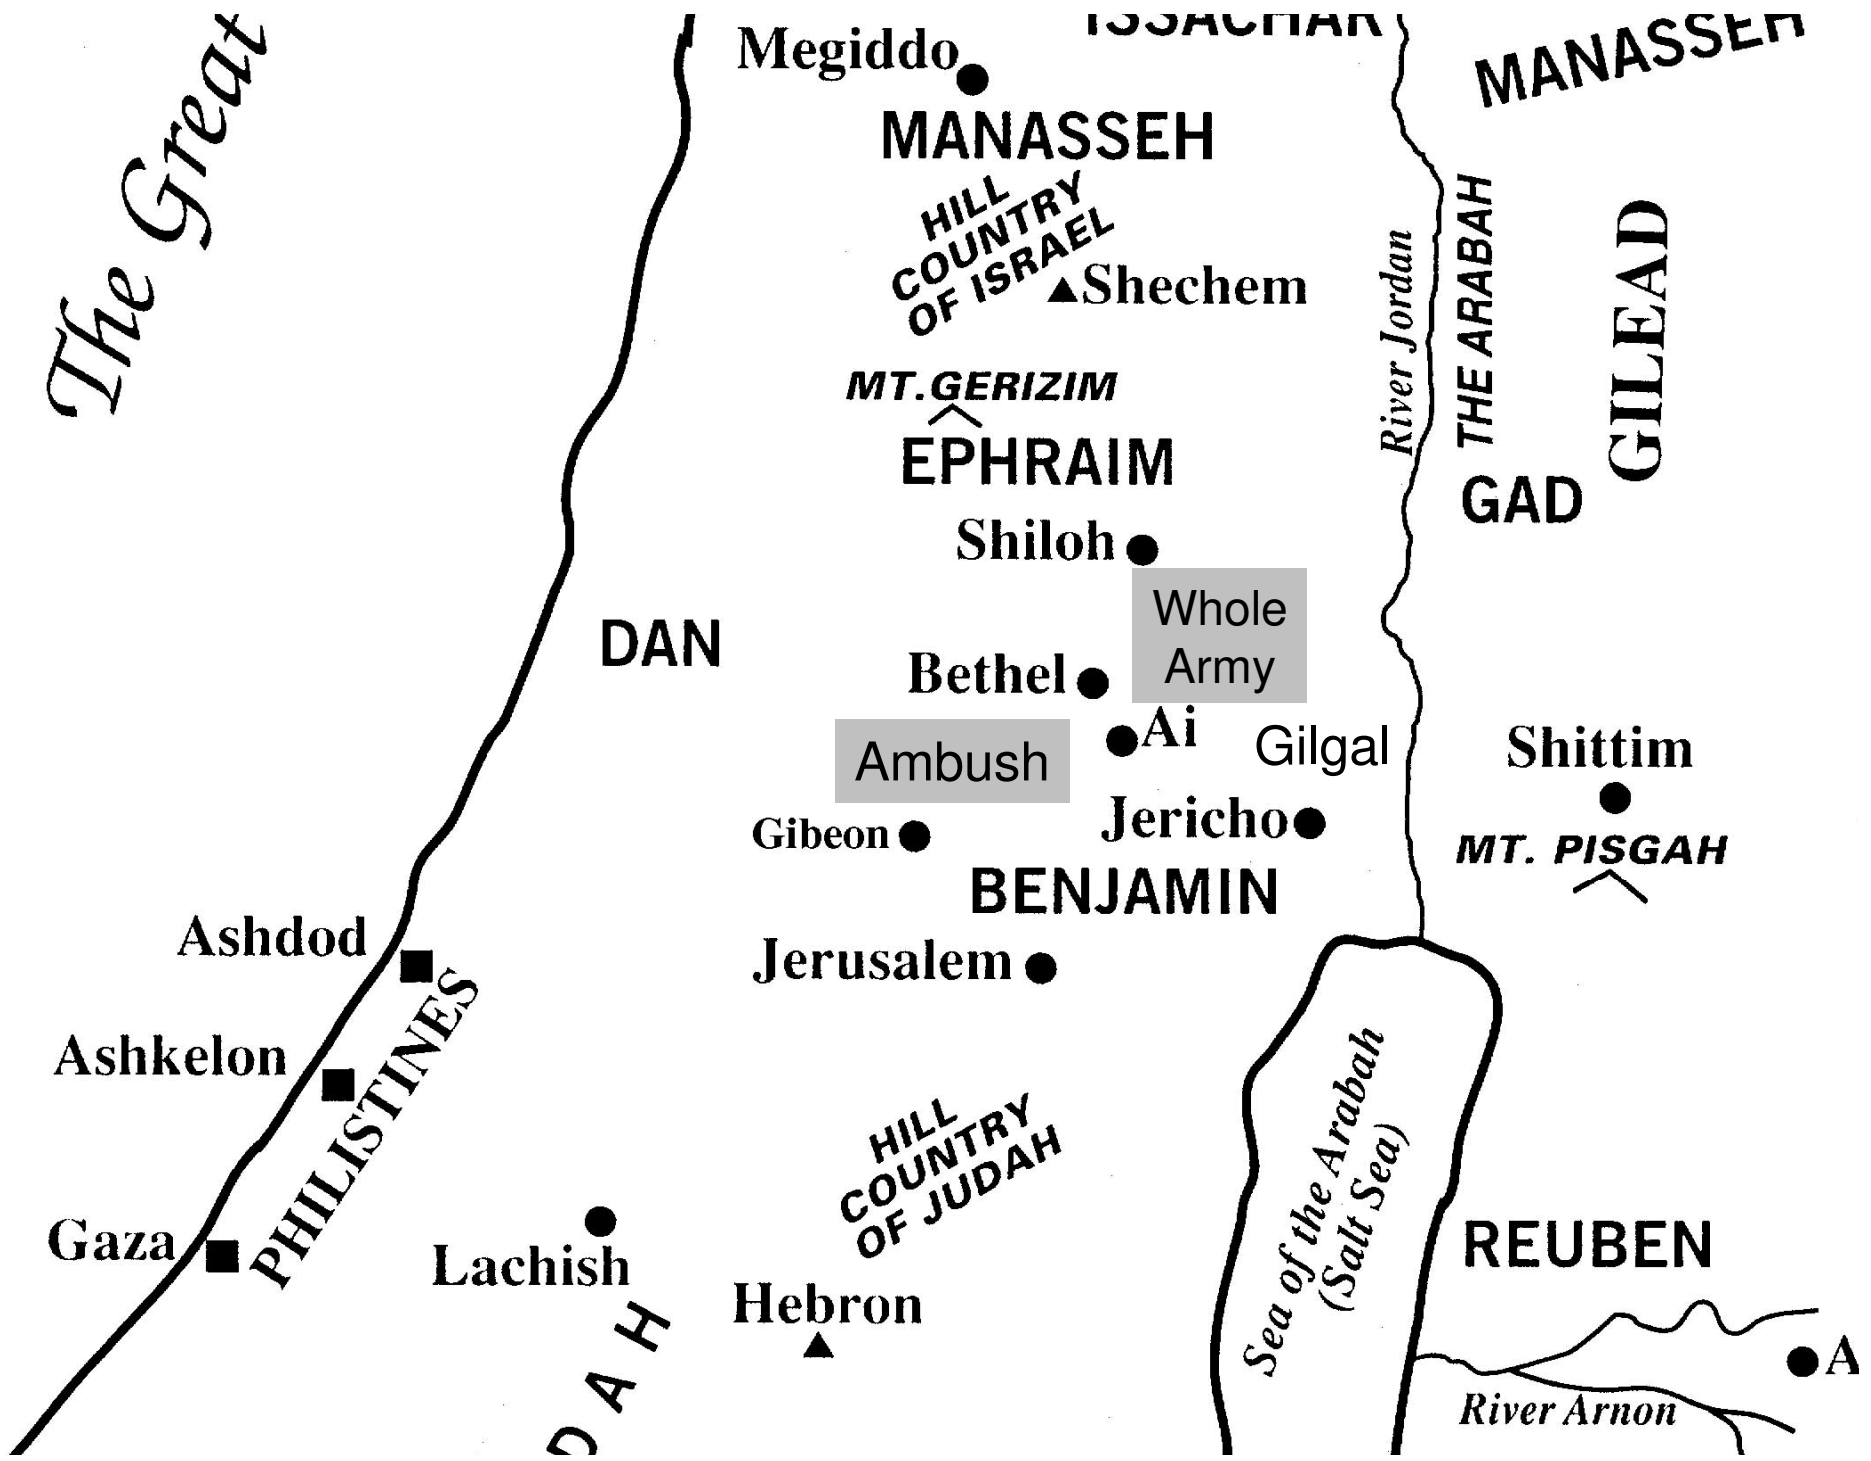 The Great
ISSACHAR
MANASSEH
Megiddo
MANASSEH
HILL
COUNTRY
OF ISRAEL
Shechem
River Jordan
THE ARABAH
GILEAD
MT.GERIZIM
EPHRAIM
GAD
Shiloh
Whole
Army
DAN
Bethel
Ai
Gilgal
Shittim
Ambush
Gibeon
Jericho
MT. PISGAH
BENJAMIN
Ashdod
Jerusalem
Ashkelon
PHILISTINES
HILL
COUNTRY
OF JUDAH
Sea of the Arabah
(Salt Sea)
Gaza
Lachish
REUBEN
Hebron
DAH
A
River Arnon